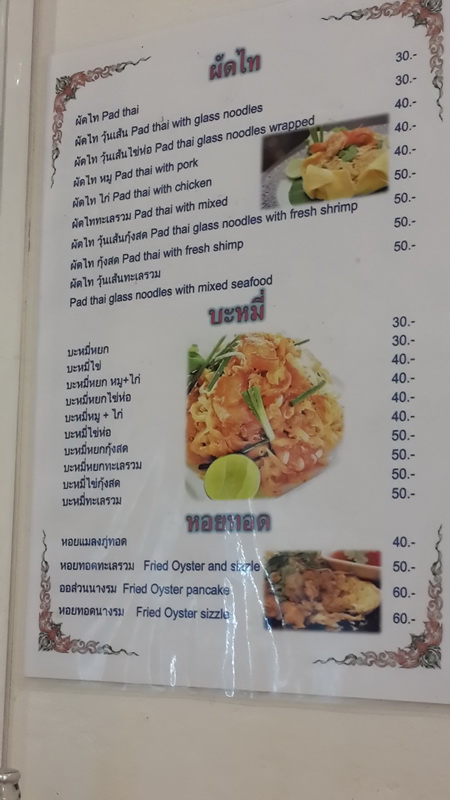 ผัดไท
ผัดไท Pad thai 30.-
ผัดไท วุ้นเส้น Pad thai with glass noodles 30.-
ผัดไท วุ้นเส้นไข่ห่อ Pad thai glass noodles wrapped 40.-
ผัดไท หมู Pad thai with pork 40.-
ผัดไท ไก่ Pad thai with chicken 40.-
ผัดไททะเลรวม Pad thai with mixed 50.-
ผัดไท วุ้นเส้นกุ้งสด Pad thai glass noodles with fresh shrimp 50.-
ผัดไท กุ้งสด Pad thai with fresh shrimp 50.-
ผัดไท วุ้นเส้นทะเลรวม 50.-
Pad thai glass noodles with mixed seafood
บะหมี่
บะหมี่หยก 30.-
บะหมี่ไข่ 30.-
บะหมี่หยก หมู+ไก่ 40.-
บะหมี่หยกไข่ห่อ 40.-
บะหมี่หมู + ไก่ 40.-
บะหมี่ไข่ห่อ 40.-
บะหมี่หยกกุ้งสด 50.-
บะหมี่หยกทะเลรวม 50.-
บะหมี่ไข่กุ้งสด 50.-
บะหมี่ทะเลรวม 50.-
หอยทอด
หอยแมลงภู่ทอด 40.-
หอยทอดทะเลรวม Fried Oyster and sizzle 50.-
ออส่วนนางรม Fried Oyster pancake 60.-
หอยทอดนางรม Fried Oyster sizzle 60.-